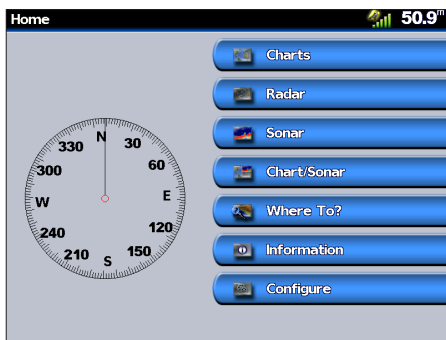 Home 50.9m
Charts
Radar
Sonar
Chart/Sonar
Where To?
Information
Configure
N
30
60
E
120
150
S
210
240
W
300
330